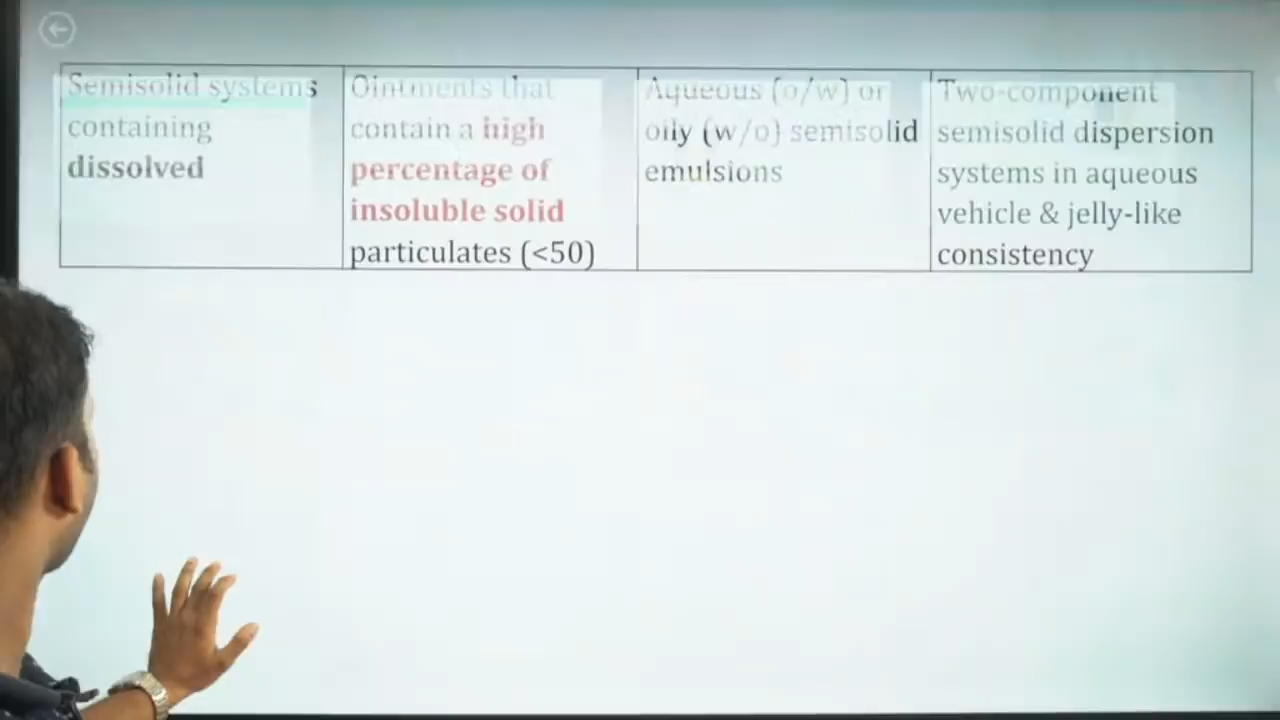 Semisolid systems
containing
dissolved
Ointments that
contain a high
percentage of
insoluble solid
particulates (<50)
Aqueous (o/w) or
oily (w/o) semisolid
emulsions
Two-component
semisolid dispersion
systems in aqueous
vehicle & jelly-like
consistency